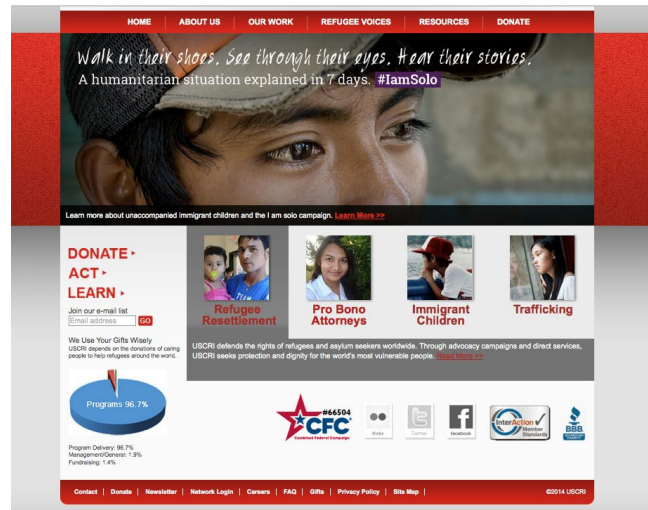 HOME
ABOUT US
OUR WORK
REFUGEE VOICES
RESOURCES
DONATE
Walk in their shoes. See through their eyes. Hear their stories.
A humanitarian situation explained in 7 days. #IamSolo
Learn more about unaccompanied immigrant children and the I am solo campaign. Learn More >>
DONATE
ACT
LEARN
Join our e-mail list
Email address GO
We Use Your Gifts Wisely
USCRI depends on the donations of caring
people to help refugees around the world.
Programs 96.7%
Program Delivery: 96.7%
Management/General: 1.9%
Fundraising: 1.4%
Refugee
Resettlement
Pro Bono
Attorneys
Immigrant
Children
Trafficking
USCRI defends the rights of refugees and asylum seekers worldwide. Through advocacy campaigns and direct services,
USCRI seeks protection and dignity for the world's most vulnerable people. Read More >>
#66504
CFC
Combined Federal Campaign
flickr
Twitter
facebook
InterAction
Member
Standards
BBB
Contact | Donate | Newsletter | Network Login | Careers | FAQ | Gifts | Privacy Policy | Site Map |
©2014 USCRI